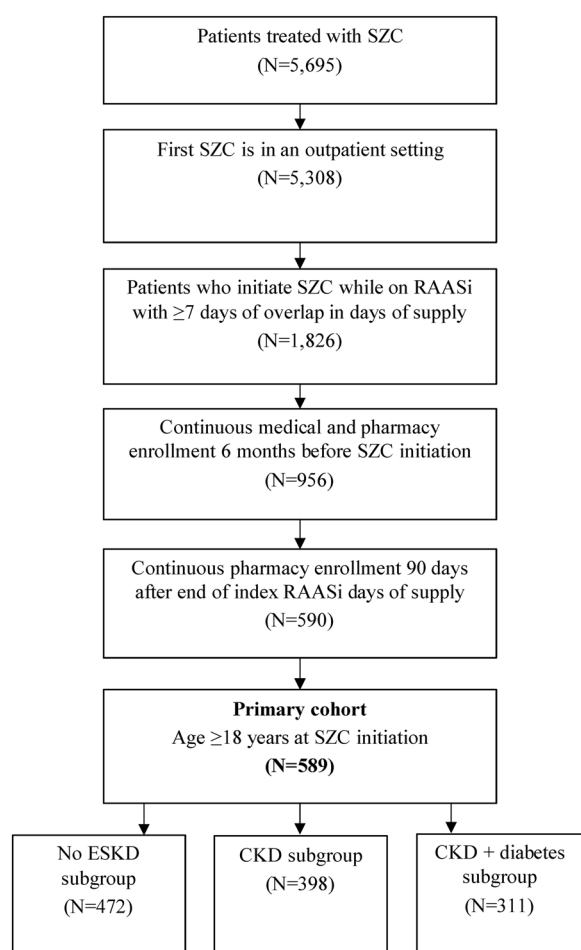 Patients treated with SZC
(N=5,695)
First SZC is in an outpatient setting
(N=5,308)
Patients who initiate SZC while on RAASi
with ≥7 days of overlap in days of supply
(N=1,826)
Continuous medical and pharmacy
enrollment 6 months before SZC initiation
(N=956)
Continuous pharmacy enrollment 90 days
after end of index RAASi days of supply
(N=590)
Primary cohort
Age ≥18 years at SZC initiation
(N=589)
No ESKD
subgroup
(N=472)
CKD subgroup
(N=398)
CKD + diabetes
subgroup
(N=311)